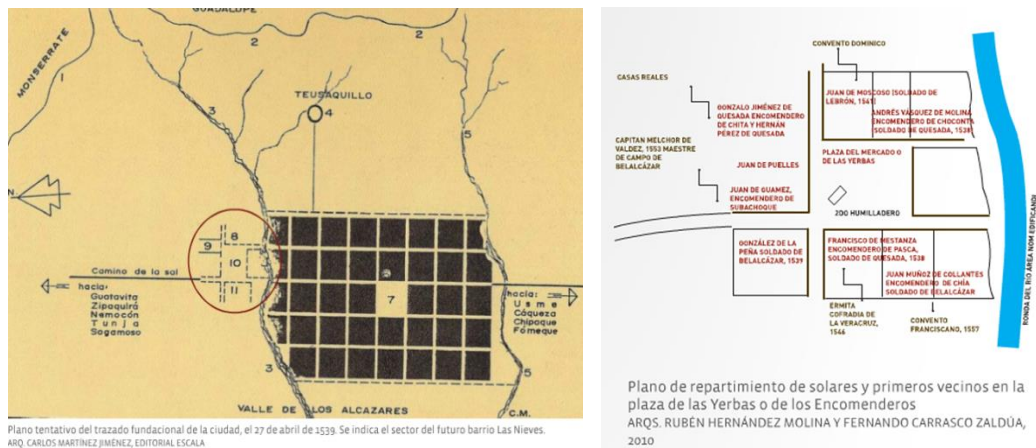 GUADALUPE
MONSERRATE
1
2
2
3
TEUSAQUILLO
4
5
N
8
9
10
11
7
Camino de la sal
hacia:
Guatavita
Zipaquirá
Nemocón
Tunja
Sogamoso
hacia:
Usme
Cáqueza
Chipaque
Fómeque
3
5
VALLE DE LOS ALCAZARES
C.M.
Plano tentativo del trazado fundacional de la ciudad, el 27 de abril de 1539. Se indica el sector del futuro barrio Las Nieves.
ARQ. CARLOS MARTÍNEZ JIMÉNEZ, EDITORIAL ESCALA
CONVENTO DOMINICO
CASAS REALES
JUAN DE MOSCOSO (SOLDADO DE
LEBRÓN, 1541)
GONZALO JIMÉNEZ DE
QUESADA ENCOMENDERO
DE CHITA Y HERNÁN
PÉREZ DE QUESADA
ANDRÉS VÁSQUEZ DE MOLINA
ENCOMENDERO DE CHOCONTA
(SOLDADO DE QUESADA, 1538)
CAPITAN MELCHOR DE
VALDEZ, 1553 MAESTRE
DE CAMPO DE
BELALCÁZAR
PLAZA DEL MERCADO O
DE LAS YERBAS
JUAN DE PUELLES
JUAN DE GUAMEZ,
ENCOMENDERO DE
SUBACHOQUE
2DO HUMILLADERO
GONZÁLEZ DE LA
PEÑA SOLDADO DE
BELALCÁZAR, 1539
FRANCISCO DE MESTANZA
ENCOMENDERO DE PASCA,
SOLDADO DE QUESADA, 1538
JUAN MUÑOZ DE COLLANTES
ENCOMENDERO DE CHÍA
SOLDADO DE BELALCÁZAR
ERMITA
COFRADIA DE
LA VERACRUZ,
1546
CONVENTO
FRANCISCANO, 1557
RONDA DEL RIO ÁREA NOM EDIFICANDI
Plano de repartimiento de solares y primeros vecinos en la
plaza de las Yerbas o de los Encomenderos
ARQS. RUBÉN HERNÁNDEZ MOLINA Y FERNANDO CARRASCO ZALDÚA,
2010